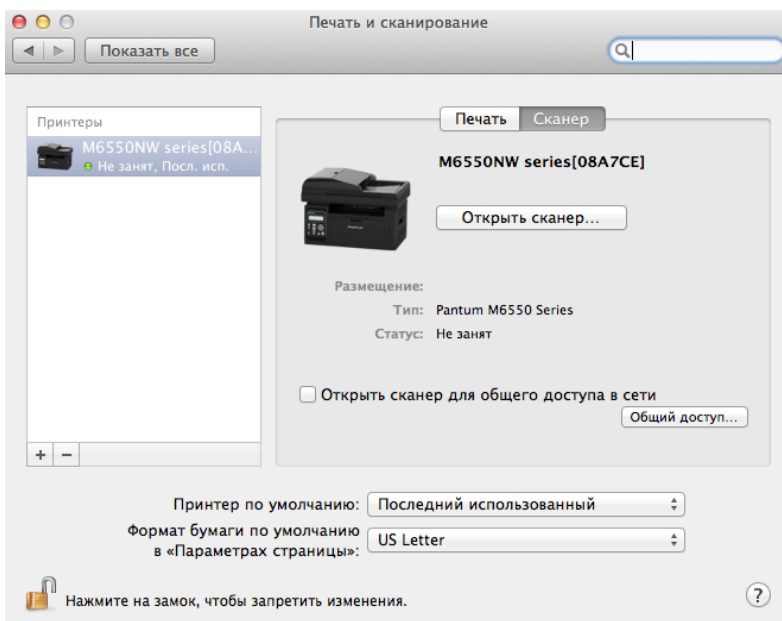 Печать и сканирование
Показать все
Принтеры
M6550NW series[08A...
Не занят, Посл. исп.
Печать
Сканер
M6550NW series[08A7CE]
Открыть сканер...
Размещение:
Тип: Pantum M6550 Series
Статус: Не занят
Открыть сканер для общего доступа в сети
Общий доступ...
+ −
Принтер по умолчанию: Последний использованный
Формат бумаги по умолчанию
в «Параметрах страницы»: US Letter
Нажмите на замок, чтобы запретить изменения.
?